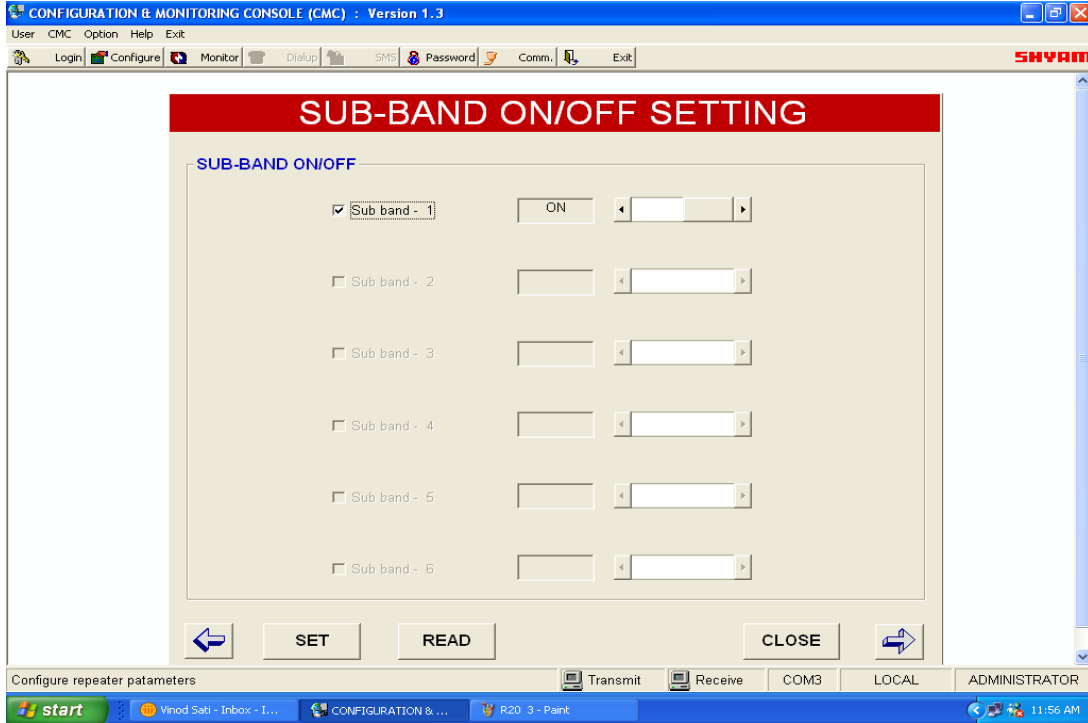 CONFIGURATION & MONITORING CONSOLE (CMC) : Version 1.3
User CMC Option Help Exit
Login Configure Monitor Dialup SMS Password Comm. Exit SHYAM
SUB-BAND ON/OFF SETTING
SUB-BAND ON/OFF
Sub band - 1 ON
Sub band - 2
Sub band - 3
Sub band - 4
Sub band - 5
Sub band - 6
SET READ CLOSE
Configure repeater patameters Transmit Receive COM3 LOCAL ADMINISTRATOR
start Vinod Sati - Inbox - I... CONFIGURATION & ... R20 3 - Paint 11:56 AM